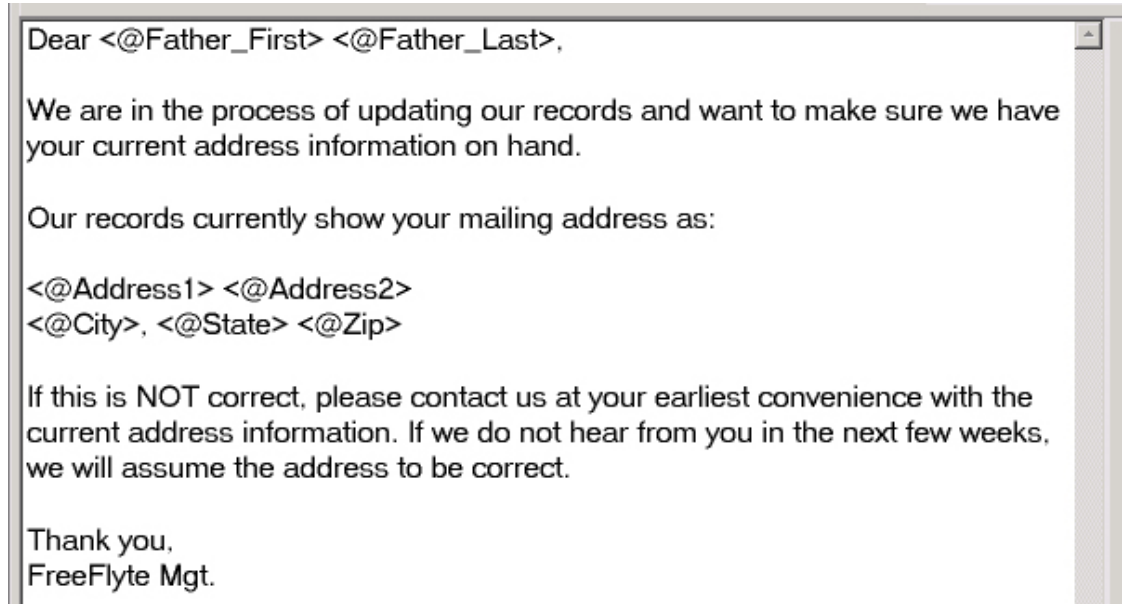 Dear <@Father_First> <@Father_Last>,
We are in the process of updating our records and want to make sure we have
your current address information on hand.
Our records currently show your mailing address as:
<@Address1> <@Address2>
<@City>, <@State> <@Zip>
If this is NOT correct, please contact us at your earliest convenience with the
current address information. If we do not hear from you in the next few weeks,
we will assume the address to be correct.
Thank you,
FreeFlyte Mgt.